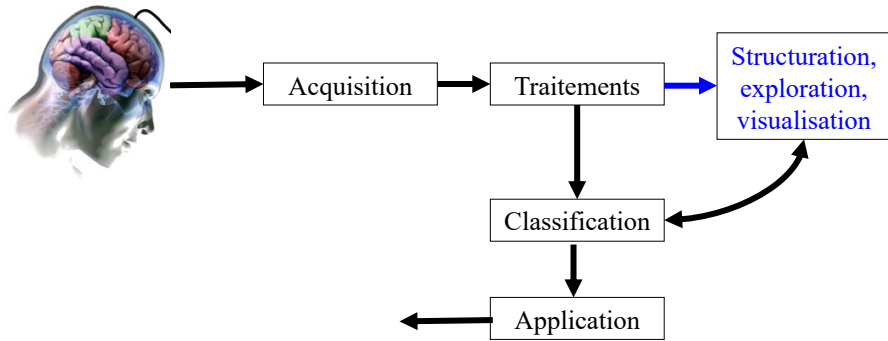 Acquisition
Traitements
Structuration,
exploration,
visualisation
Classification
Application